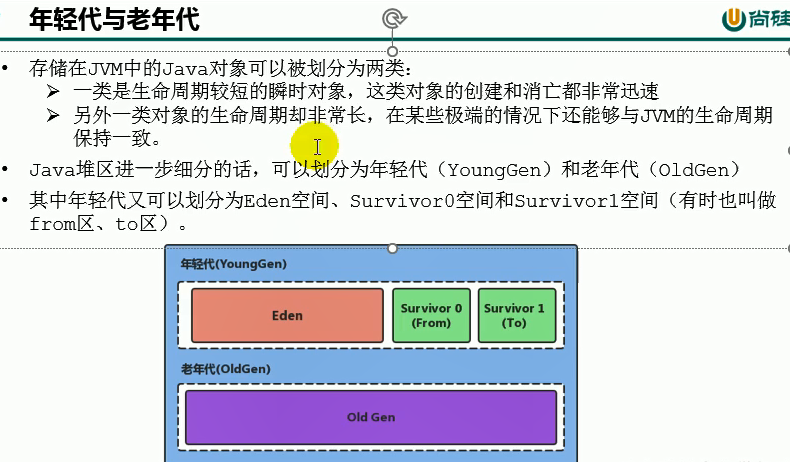 年轻代与老年代
尚硅
• 存储在JVM中的Java对象可以被划分为两类：
➢ 一类是生命周期较短的瞬时对象，这类对象的创建和消亡都非常迅速
➢ 另外一类对象的生命周期却非常长，在某些极端的情况下还能够与JVM的生命周期
保持一致。
• Java堆区进一步细分的话，可以划分为年轻代（YoungGen）和老年代（OldGen）
• 其中年轻代又可以划分为Eden空间、Survivor0空间和Survivor1空间（有时也叫做
from区、to区）。
年轻代(YoungGen)
Eden
Survivor 0
(From)
Survivor 1
(To)
老年代(OldGen)
Old Gen